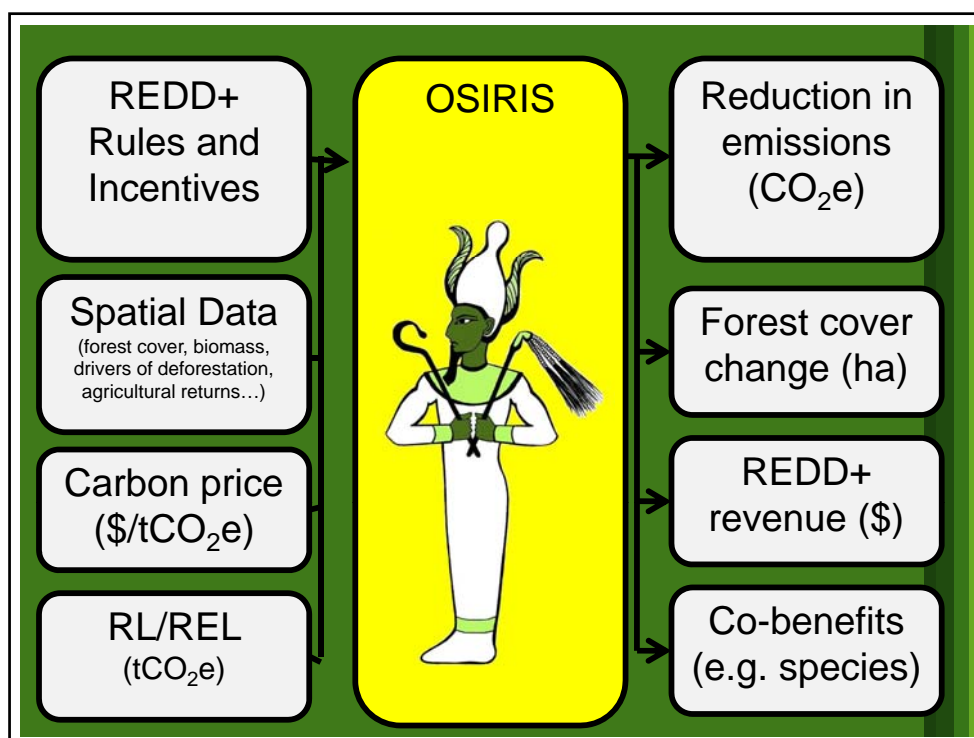 REDD+
Rules and
Incentives
Spatial Data
(forest cover, biomass,
drivers of deforestation,
agricultural returns…)
Carbon price
($/tCO₂e)
RL/REL
(tCO₂e)
OSIRIS
Reduction in
emissions
(CO₂e)
Forest cover
change (ha)
REDD+
revenue ($)
Co-benefits
(e.g. species)